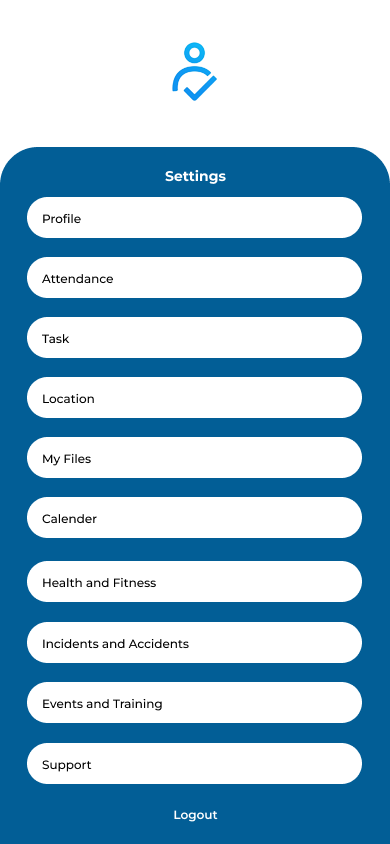 Settings
Profile
Attendance
Task
Location
My Files
Calender
Health and Fitness
Incidents and Accidents
Events and Training
Support
Logout